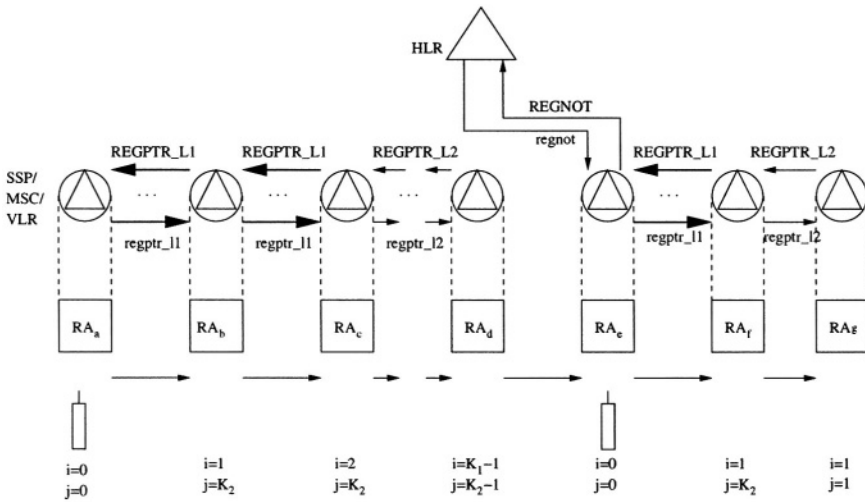 HLR
REGNOT
regnot
REGPTR_L1 REGPTR_L1 REGPTR_L2 REGPTR_L1 REGPTR_L2
SSP/
MSC/
VLR
... ... ... ...
regptr_l1 regptr_l1 regptr_l2 regptr_l1 regptr_l2
RAa RAb RAc RAd RAe RAf RAg
i=0 i=1 i=2 i=K1−1 i=0 i=1 i=1
j=0 j=K2 j=K2 j=K2−1 j=0 j=K2 j=1